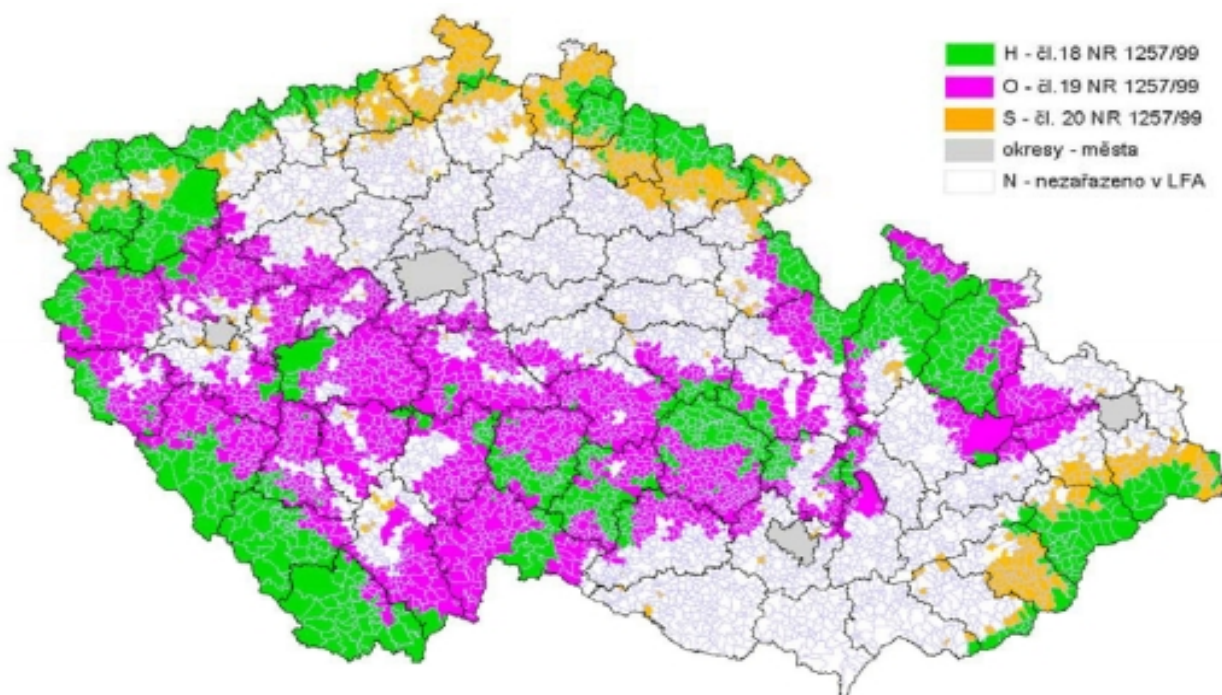 H - čl.18 NR 1257/99
O - čl.19 NR 1257/99
S - čl. 20 NR 1257/99
okresy - města
N - nezařazeno v LFA